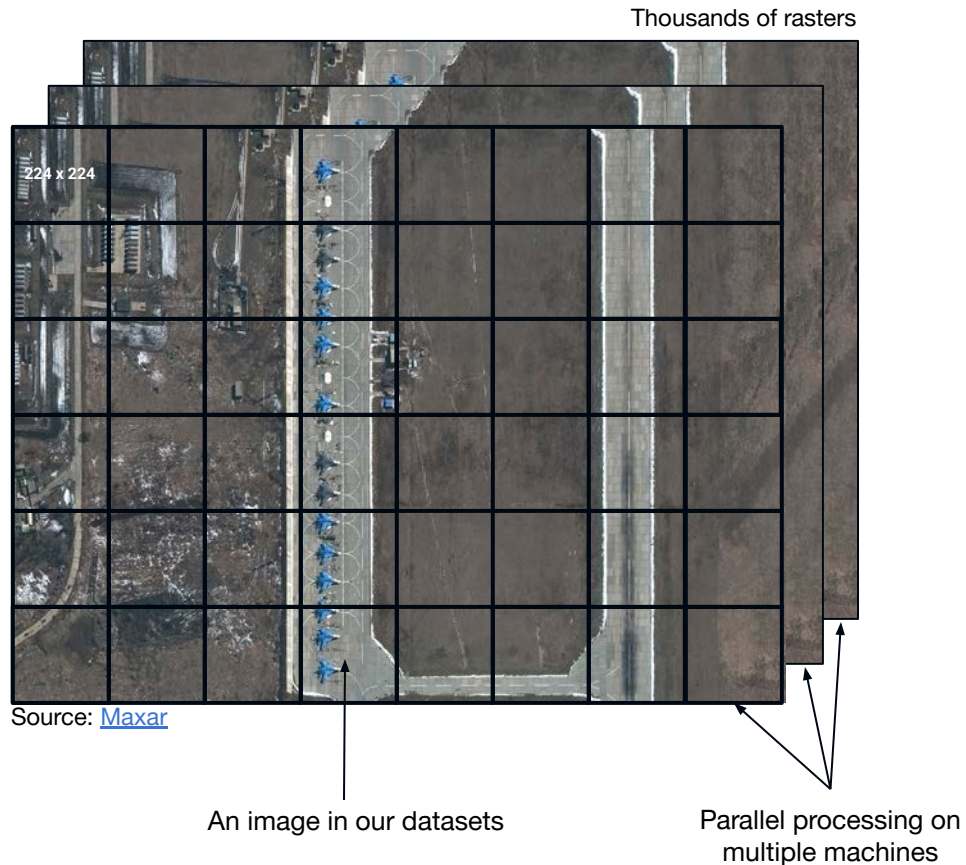 Thousands of rasters
224 x 224
Source: Maxar
An image in our datasets
Parallel processing on
multiple machines